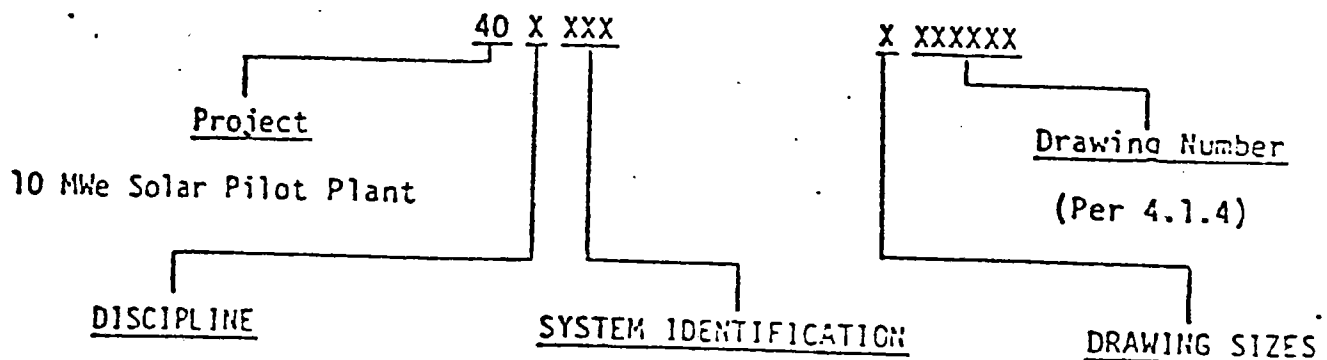 40 X XXX X XXXXXX
Project
Drawing Number
10 MWe Solar Pilot Plant
(Per 4.1.4)
DISCIPLINE
SYSTEM IDENTIFICATION
DRAWING SIZES